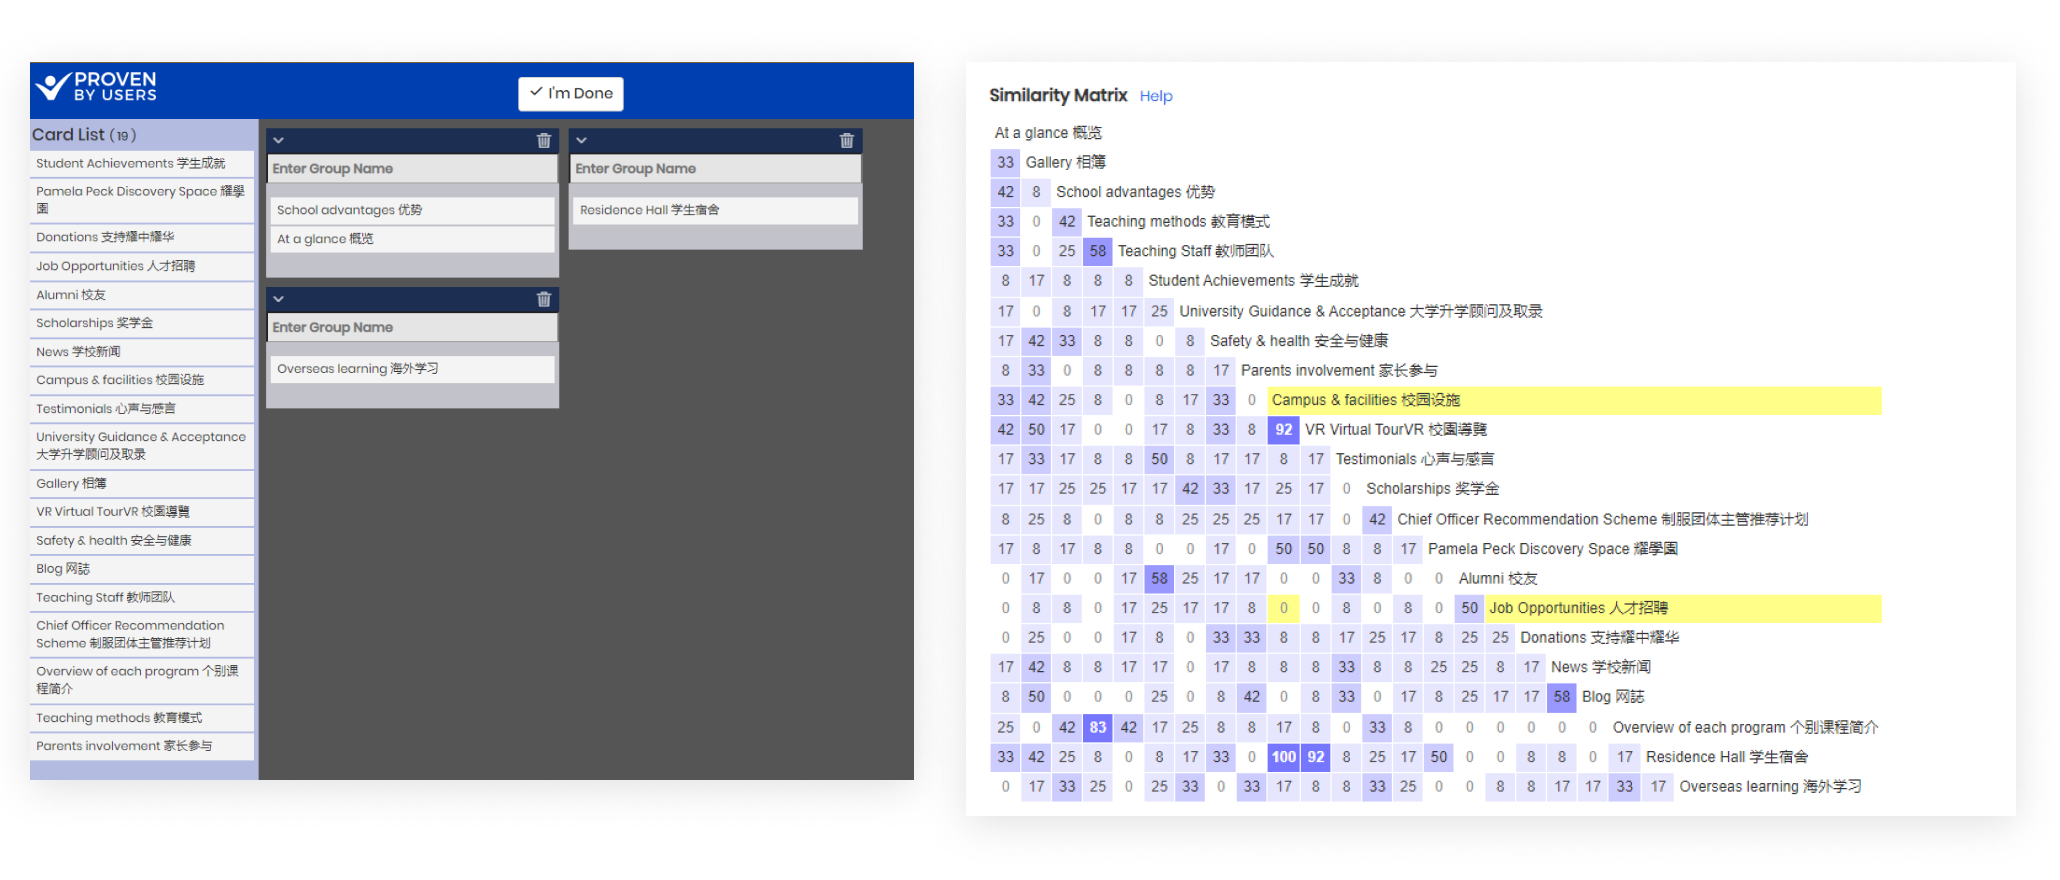 PROVEN
BY USERS
I'm Done
Card List (19)
Student Achievements 学生成就
Pamela Peck Discovery Space 耀學
園
Donations 支持耀中耀华
Job Opportunities 人才招聘
Alumni 校友
Scholarships 奖学金
News 学校新闻
Campus & facilities 校园设施
Testimonials 心声与感言
University Guidance & Acceptance
大学升学顾问及取录
Gallery 相簿
VR Virtual TourVR 校園導覽
Safety & health 安全与健康
Blog 网誌
Teaching Staff 教师团队
Chief Officer Recommendation
Scheme 制服团体主管推荐计划
Overview of each program 个别课
程简介
Teaching methods 教育模式
Parents involvement 家长参与
Enter Group Name
School advantages 优势
At a glance 概览
Enter Group Name
Residence Hall 学生宿舍
Enter Group Name
Overseas learning 海外学习
Similarity Matrix Help
At a glance 概览
33 Gallery 相簿
42 8 School advantages 优势
33 0 42 Teaching methods 教育模式
33 0 25 58 Teaching Staff 教师团队
8 17 8 8 8 Student Achievements 学生成就
17 0 8 17 17 25 University Guidance & Acceptance 大学升学顾问及取录
17 42 33 8 8 0 8 Safety & health 安全与健康
8 33 0 8 8 8 8 17 Parents involvement 家长参与
33 42 25 8 0 8 17 33 0 Campus & facilities 校园设施
42 50 17 0 0 17 8 33 8 92 VR Virtual TourVR 校園導覽
17 33 17 8 8 50 8 17 17 8 17 Testimonials 心声与感言
17 17 25 25 17 17 42 33 17 25 17 0 Scholarships 奖学金
8 25 8 0 8 8 25 25 25 17 17 0 42 Chief Officer Recommendation Scheme 制服团体主管推荐计划
17 8 17 8 8 0 0 17 0 50 50 8 8 17 Pamela Peck Discovery Space 耀學園
0 17 0 0 17 58 25 17 17 0 0 33 8 0 0 Alumni 校友
0 8 8 0 17 25 17 17 8 0 0 8 0 8 0 50 Job Opportunities 人才招聘
0 25 0 0 17 8 0 33 33 8 8 17 25 17 8 25 25 Donations 支持耀中耀华
17 42 8 8 17 17 0 17 8 8 8 33 8 8 25 25 8 17 News 学校新闻
8 50 0 0 0 25 0 8 42 0 8 33 0 17 8 25 17 17 58 Blog 网誌
25 0 42 83 42 17 25 8 8 17 8 0 33 8 0 0 0 0 0 0 Overview of each program 个别课程简介
33 42 25 8 0 8 17 33 0 100 92 8 25 17 50 0 0 8 8 0 17 Residence Hall 学生宿舍
0 17 33 25 0 25 33 0 33 17 8 8 33 25 0 0 8 8 17 17 33 17 Overseas learning 海外学习